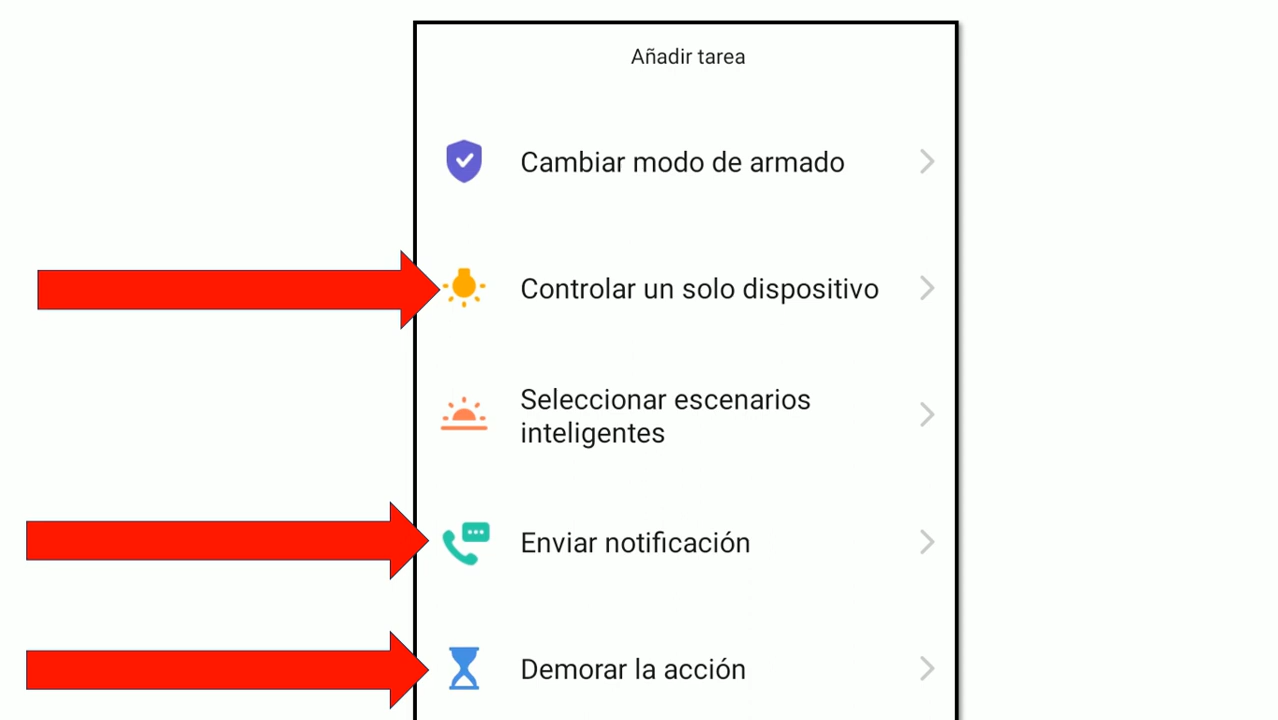 Añadir tarea
Cambiar modo de armado
Controlar un solo dispositivo
Seleccionar escenarios
inteligentes
Enviar notificación
Demorar la acción